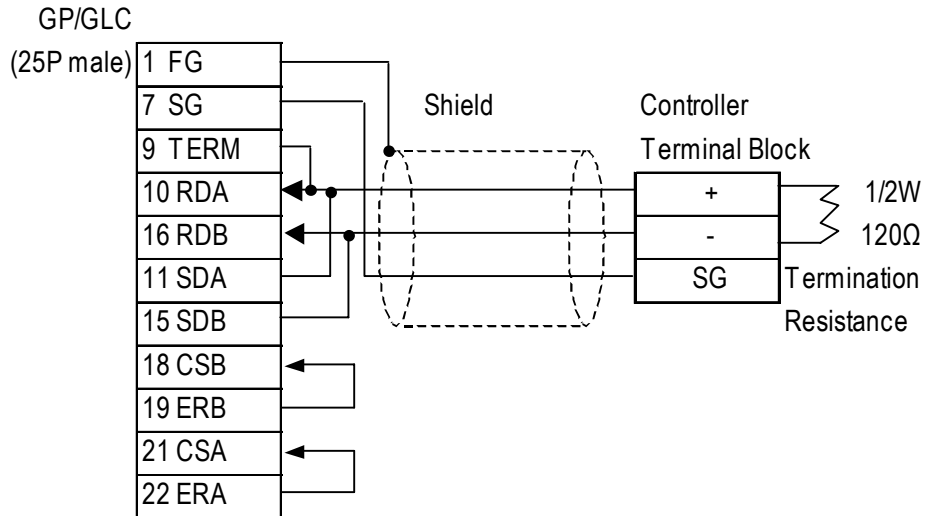 GP/GLC
(25P male)
1 FG
7 SG
9 TERM
10 RDA
16 RDB
11 SDA
15 SDB
18 CSB
19 ERB
21 CSA
22 ERA
Shield
Controller
Terminal Block
+
-
SG
1/2W
120Ω
Termination
Resistance